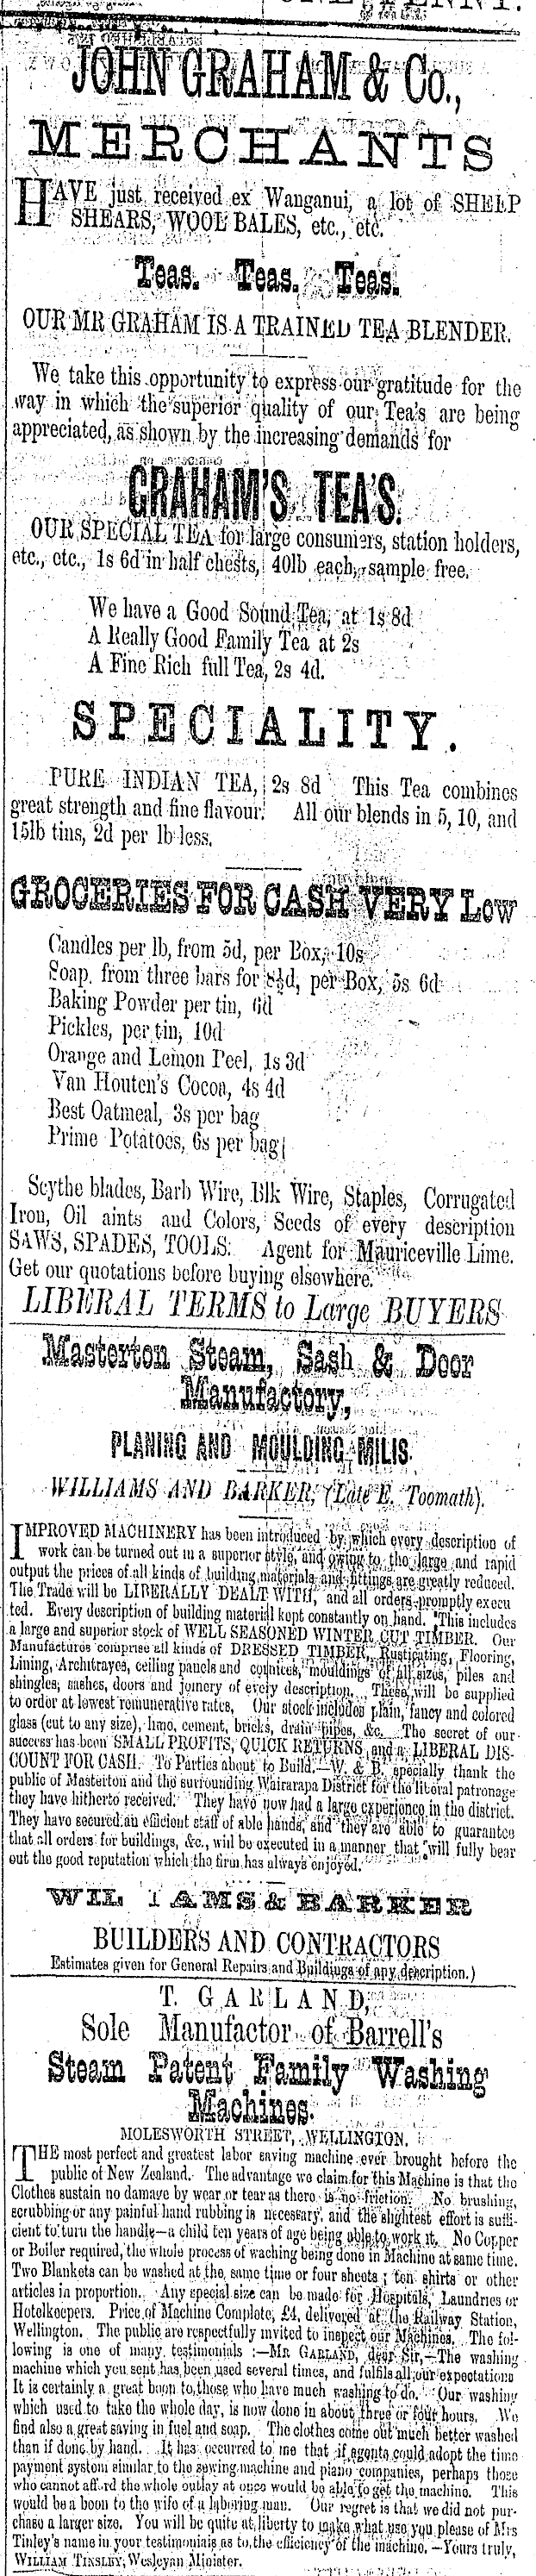 ONE PENNY.
JOHN GRAHAM & Co.,
MERCHANTS
HAVE just received ex Wanganui, a lot of SHEEP
SHEARS, WOOL BALES, etc., etc.
Teas. Teas. Teas.
OUR MR GRAHAM IS A TRAINED TEA BLENDER.
We take this opportunity to express our gratitude for the
way in which the superior quality of our Tea's are being
appreciated, as shown by the increasing demands for
GRAHAM'S TEA'S.
OUR SPECIAL TEA for large consumers, station holders,
etc., etc., 1s 6d in half chests, 40lb each, sample free.
We have a Good Sound Tea, at 1s 8d
A Really Good Family Tea at 2s
A Fine Rich full Tea, 2s 4d.
SPECIALITY.
PURE INDIAN TEA, 2s 8d This Tea combines
great strength and fine flavour. All our blends in 5, 10, and
15lb tins, 2d per lb less.
GROCERIES FOR CASH VERY LOW
Candles per lb, from 5d, per Box, 10s
Soap. from three bars for 8½d, per Box, 5s 6d
Baking Powder per tin, 6d
Pickles, per tin, 10d
Orange and Lemon Peel, 1s 3d
Van Houten's Cocoa, 4s 4d
Best Oatmeal, 3s per bag
Prime Potatoes, 6s per bag
Scythe blades, Barb Wire, Blk Wire, Staples, Corrugated
Iron, Oil aints and Colors, Seeds of every description
SAWS, SPADES, TOOLS. Agent for Mauriceville Lime.
Get our quotations before buying elsewhere.
LIBERAL TERMS to Large BUYERS
Masterton Steam, Sash & Door
Manufactory,
PLANING AND MOULDING MILLS.
WILLIAMS AND BARKER, (Late E. Toomath).
IMPROVED MACHINERY has been introduced by which every description of
work can be turned out in a superior style, and owing to the large and rapid
output the prices of all kinds of building materials and fittings are greatly reduced.
The Trade will be LIBERALLY DEALT WITH, and all orders promptly execu
ted. Every description of building material kept constantly on hand. This includes
a large and superior stock of WELL SEASONED WINTER CUT TIMBER. Our
Manufactures comprise all kinds of DRESSED TIMBER, Rusticating, Flooring,
Lining, Architraves, ceiling panels and cornices, mouldings of all sizes, piles and
shingles, sashes, doors and joinery of every description. These will be supplied
to order at lowest remunerative rates, Our stock includes plain, fancy and colored
glass (cut to any size), lime, cement, bricks, drain pipes, &c. The secret of our
success has been SMALL PROFITS, QUICK RETURNS and a LIBERAL DIS-
COUNT FOR CASH. To Parties about to Build.—W. & B. specially thank the
public of Masterton and the surrounding Wairarapa District for the liberal patronage
they have hitherto received. They have now had a large experience in the district.
They have secured an efficient staff of able hands, and they are able to guarantee
that all orders for buildings, &c., will be executed in a manner that will fully bear
out the good reputation which the firm has always enjoyed.
WIL IAMS & BARKER
BUILDERS AND CONTRACTORS
Estimates given for General Repairs and Buildings of any description.)
T. GARLAND,
Sole Manufactor of Barrell's
Steam Patent Family Washing
Machines.
MOLESWORTH STREET, WELLINGTON.
THE most perfect and greatest labor saving machine ever brought before the
public of New Zealand. The advantage we claim for this Machine is that the
Clothes sustain no damage by wear or tear as there is no friction. No brushing,
scrubbing or any painful hand rubbing is necessary, and the slightest effort is suffi-
cient to turn the handle—a child ten years of age being able to work it. No Copper
or Boiler required, the whole process of waching being done in Machine at same time.
Two Blankets can be washed at the same time or four sheets; ten shirts or other
articles in proportion. Any special size can be made for Hospitals, Laundries or
Hotelkeepers. Price of Machine Complete, £4, delivered at the Railway Station,
Wellington. The public are respectfully invited to inspect our Machines. The fol-
lowing is one of many testimonials :—MR GARLAND, dear Sir,—The washing
machine which you sent has been used several times, and fulfils all our expectations
It is certainly a great boon to those who have much washing to do. Our washing
which used to take the whole day, is now done in about three or four hours. We
find also a great saving in fuel and soap. The clothes come out much better washed
than if done by hand. It has occurred to me that if agents could adopt the time
payment system similar to the sewing machine and piano companies, perhaps those
who cannot afford the whole outlay at once would be able to get the machine. This
would be a boon to the wife of a laboring man. Our regret is that we did not pur-
chase a larger size. You will be quite at liberty to make what use you please of Mrs
Tinsley's name in your testimonials as to the efficiency of the machine.—Yours truly,
WILLIAM TINSLEY, Wesleyan Minister.